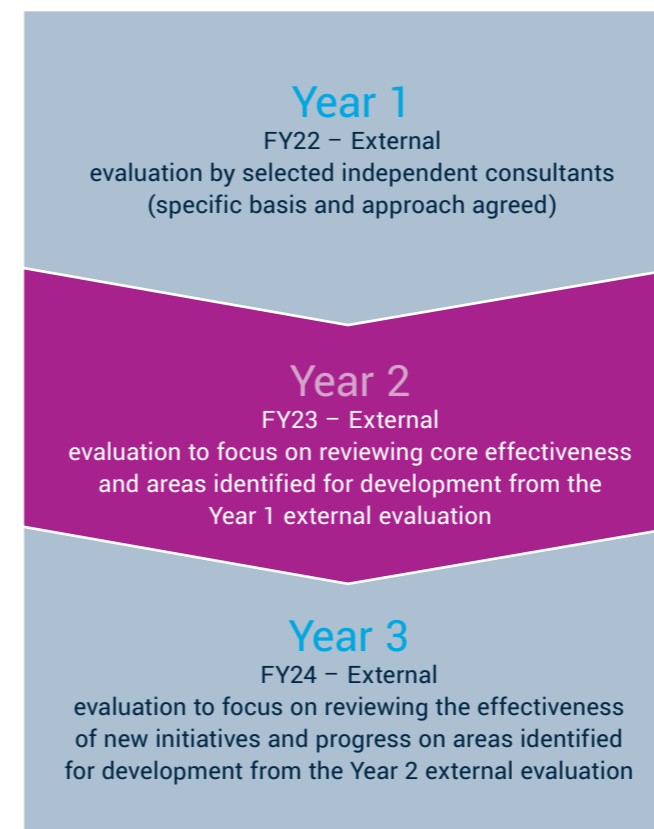 Year 1
FY22 – External
evaluation by selected independent consultants
(specific basis and approach agreed)
Year 2
FY23 – External
evaluation to focus on reviewing core effectiveness
and areas identified for development from the
Year 1 external evaluation
Year 3
FY24 – External
evaluation to focus on reviewing the effectiveness
of new initiatives and progress on areas identified
for development from the Year 2 external evaluation